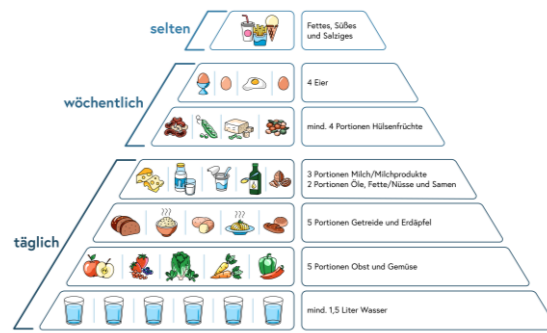 selten
Fettes, Süßes
und Salziges
wöchentlich
4 Eier
mind. 4 Portionen Hülsenfrüchte
täglich
3 Portionen Milch/Milchprodukte
2 Portionen Öle, Fette/Nüsse und Samen
5 Portionen Getreide und Erdäpfel
5 Portionen Obst und Gemüse
mind. 1,5 Liter Wasser